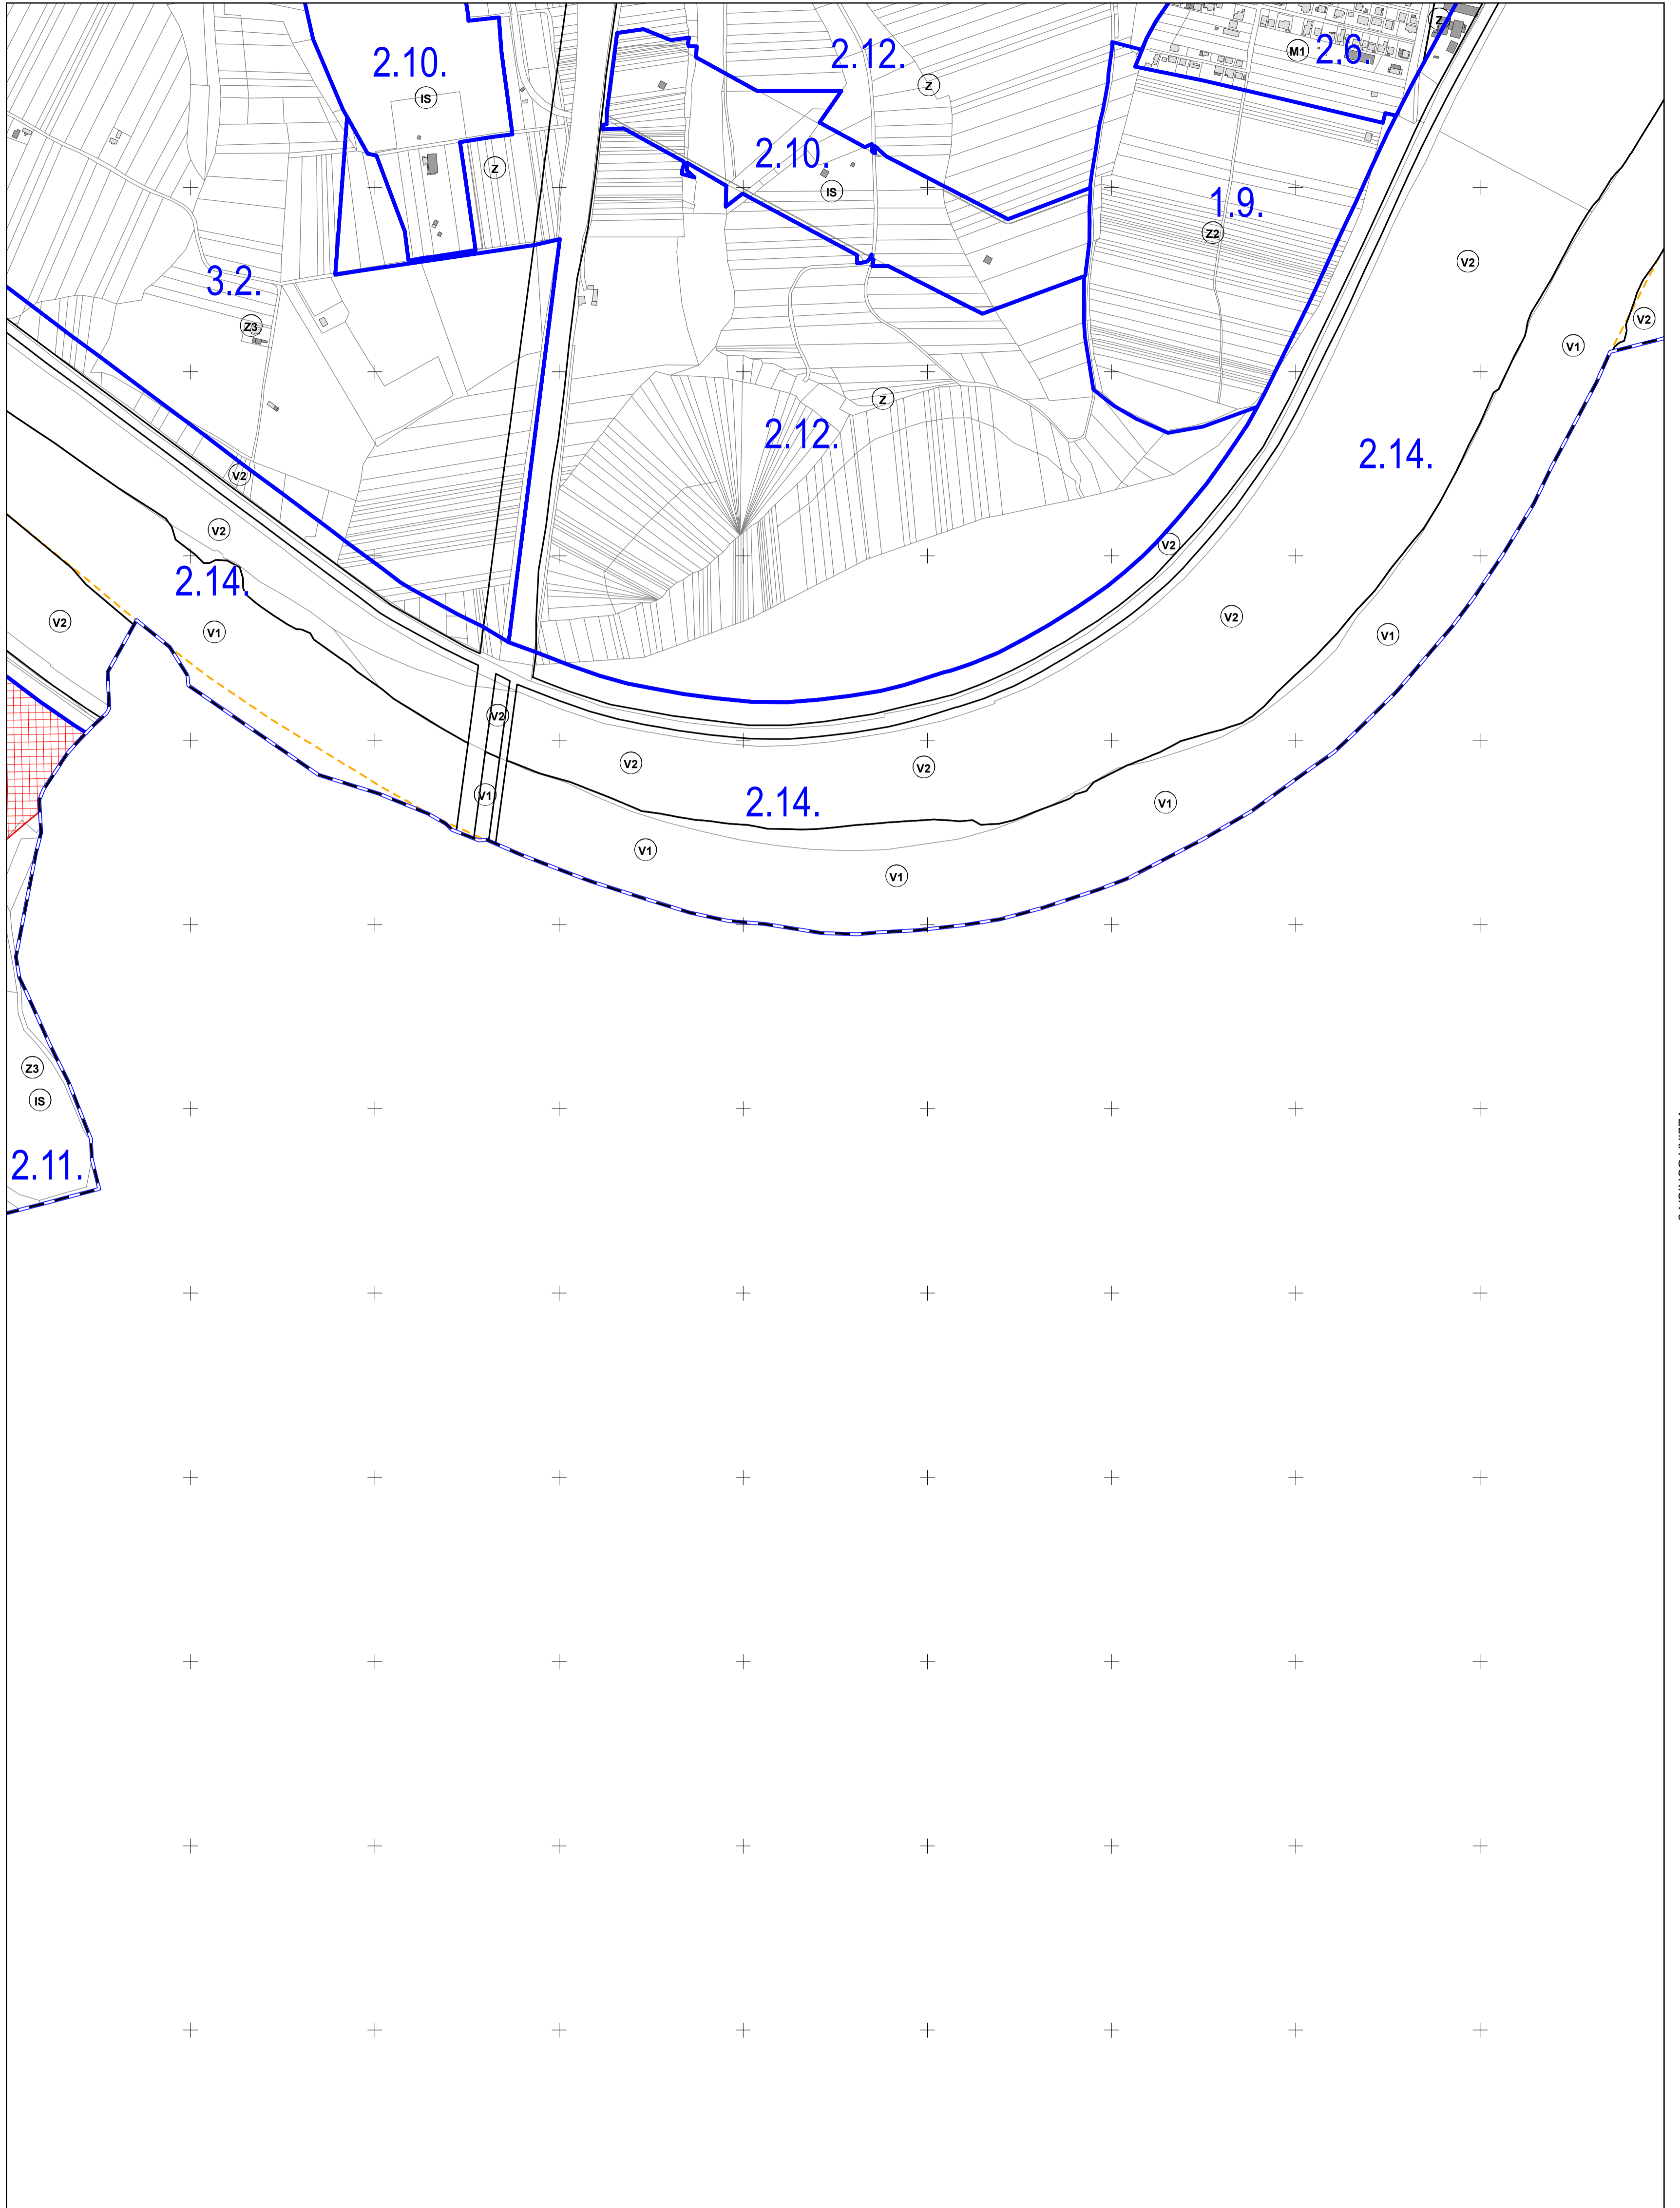 Z
2.6.
M1
2.10.
2.12.
Z
IS
2.10.
Z
IS
1.9.
Z2
V2
3.2.
V2
Z3
V1
Z
2.12.
2.14.
V2
V2
V2
2.14.
V2
V2
V1
V1
V2
V2
V2
2.14.
V1
V1
V1
V1
Z3
IS
2.11.